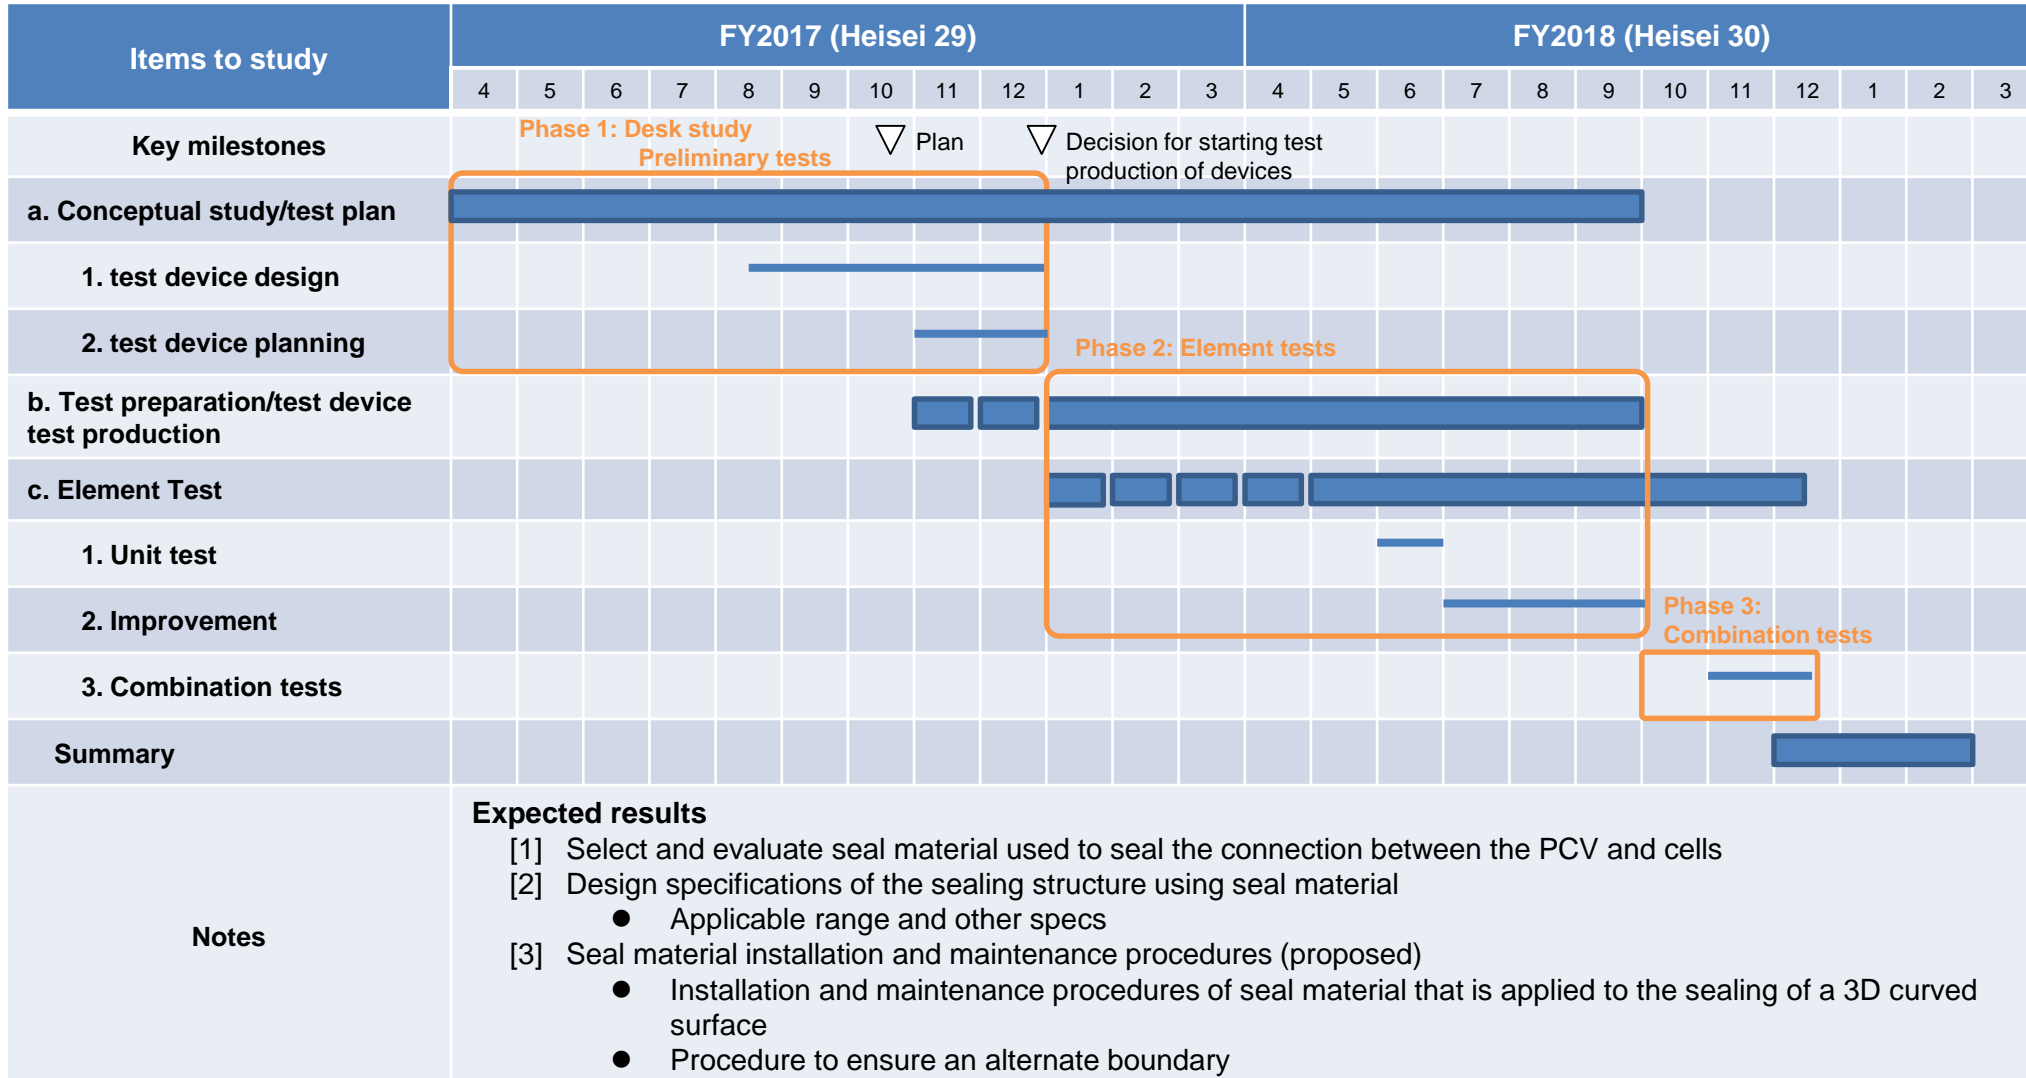 Items to study
FY2017 (Heisei 29)
FY2018 (Heisei 30)
4 5 6 7 8 9 10 11 12 1 2 3 4 5 6 7 8 9 10 11 12 1 2 3
Key milestones
Phase 1: Desk study
Preliminary tests
Plan
Decision for starting test
production of devices
a. Conceptual study/test plan
1. test device design
2. test device planning
Phase 2: Element tests
b. Test preparation/test device
test production
c. Element Test
1. Unit test
2. Improvement
Phase 3:
Combination tests
3. Combination tests
Summary
Notes
Expected results
[1] Select and evaluate seal material used to seal the connection between the PCV and cells
[2] Design specifications of the sealing structure using seal material
● Applicable range and other specs
[3] Seal material installation and maintenance procedures (proposed)
● Installation and maintenance procedures of seal material that is applied to the sealing of a 3D curved
surface
● Procedure to ensure an alternate boundary